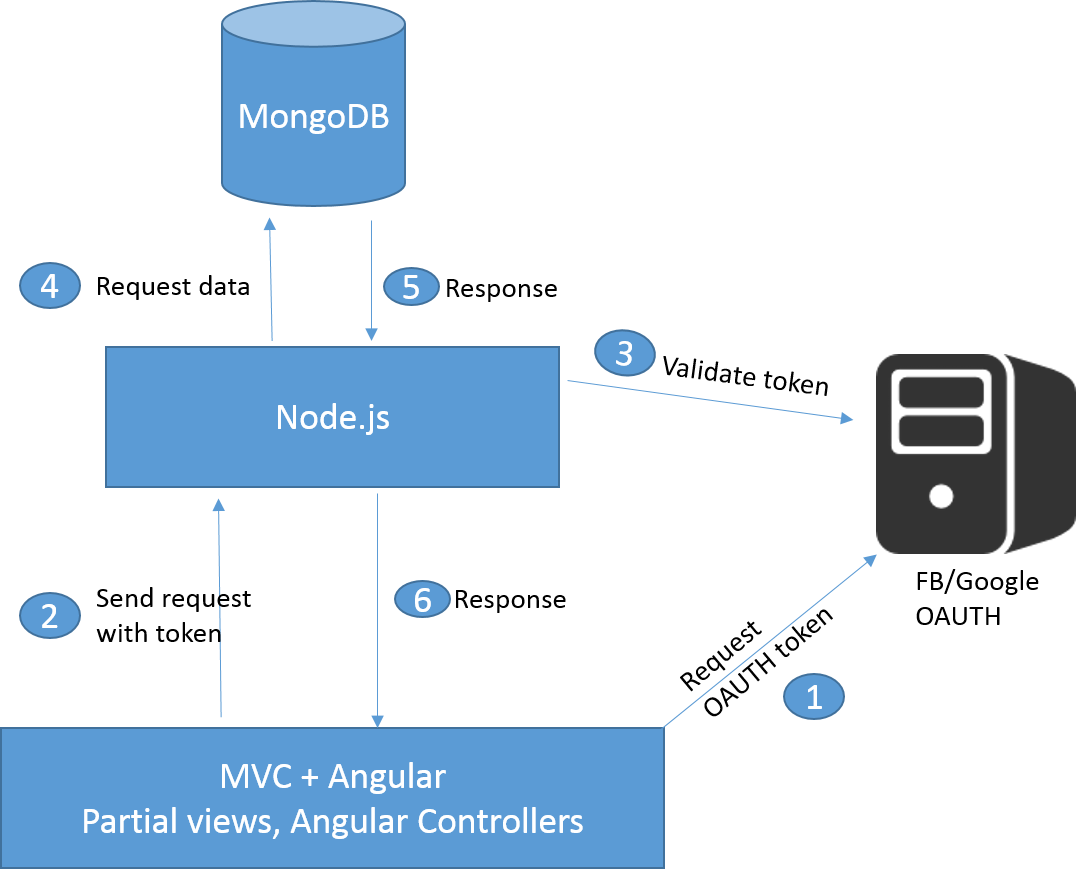 MongoDB
4
Request data
5
Response
3
Validate token
Node.js
FB/Google
OAUTH
2
Send request
with token
6
Response
Request
OAUTH token
1
MVC + Angular
Partial views, Angular Controllers